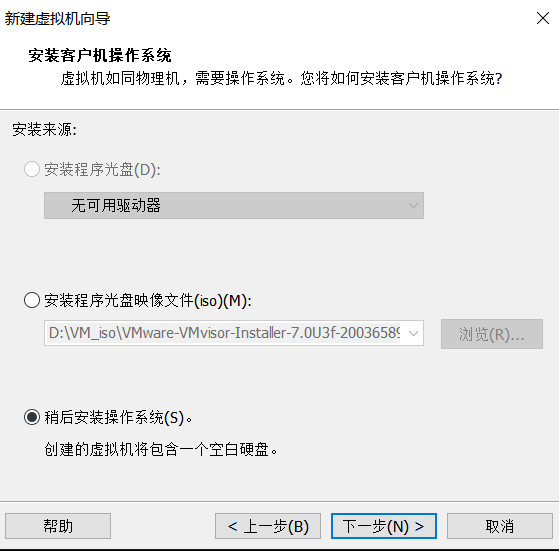 新建虚拟机向导
安装客户机操作系统
虚拟机如同物理机，需要操作系统。您将如何安装客户机操作系统?
安装来源:
安装程序光盘(D):
无可用驱动器
安装程序光盘映像文件(iso)(M):
D:\VM_iso\VMware-VMvisor-Installer-7.0U3f-20036589
浏览(R)...
稍后安装操作系统(S)。
创建的虚拟机将包含一个空白硬盘。
帮助
< 上一步(B)
下一步(N) >
取消